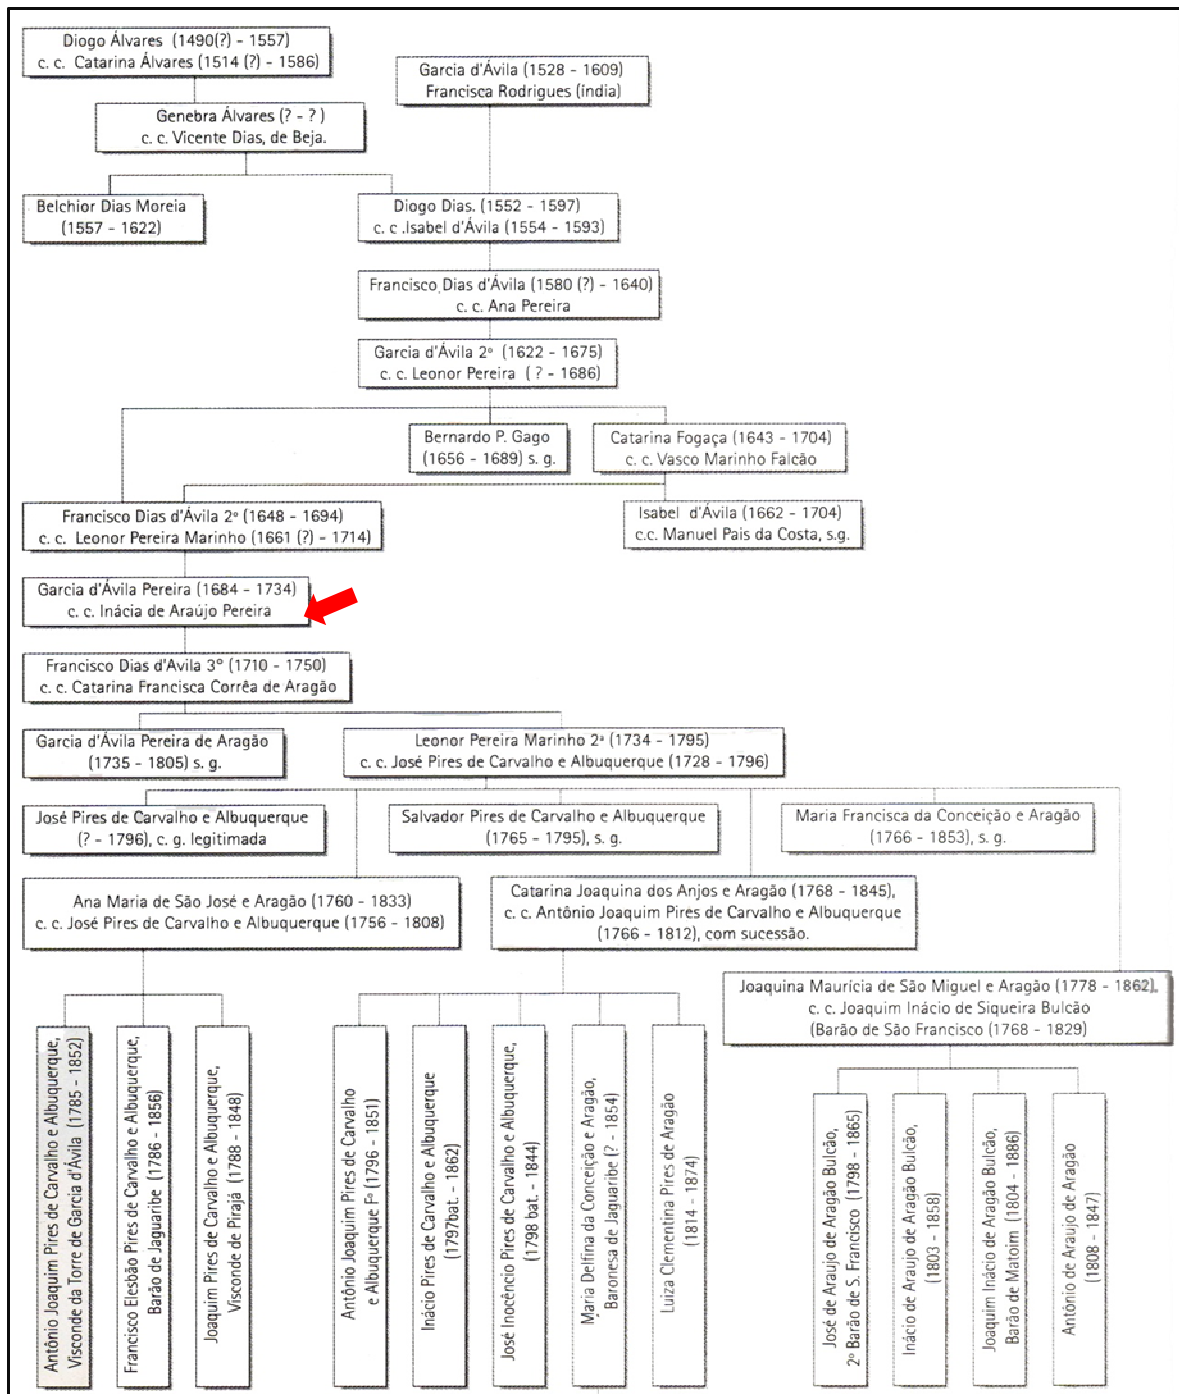 Diogo Álvares (1490(?) - 1557)
c. c. Catarina Álvares (1514 (?) - 1586)
Garcia d'Ávila (1528 - 1609)
Francisca Rodrigues (índia)
Genebra Álvares (? - ?)
c. c. Vicente Dias, de Beja.
Belchior Dias Moreia
(1557 - 1622)
Diogo Dias. (1552 - 1597)
c. c .Isabel d'Ávila (1554 - 1593)
Francisco Dias d'Ávila (1580 (?) - 1640)
c. c. Ana Pereira
Garcia d'Ávila 2º (1622 - 1675)
c. c. Leonor Pereira ( ? - 1686)
Bernardo P. Gago
(1656 - 1689) s. g.
Catarina Fogaça (1643 - 1704)
c. c. Vasco Marinho Falcão
Francisco Dias d'Ávila 2º (1648 - 1694)
c. c. Leonor Pereira Marinho (1661 (?) - 1714)
Isabel d'Ávila (1662 - 1704)
c.c. Manuel Pais da Costa, s.g.
Garcia d'Ávila Pereira (1684 - 1734)
c. c. Inácia de Araújo Pereira
Francisco Dias d'Avila 3º (1710 - 1750)
c. c. Catarina Francisca Corrêa de Aragão
Garcia d'Ávila Pereira de Aragão
(1735 - 1805) s. g.
Leonor Pereira Marinho 2ª (1734 - 1795)
c. c. José Pires de Carvalho e Albuquerque (1728 - 1796)
José Pires de Carvalho e Albuquerque
(? - 1796), c. g. legitimada
Salvador Pires de Carvalho e Albuquerque
(1765 - 1795), s. g.
Maria Francisca da Conceição e Aragão
(1766 - 1853), s. g.
Ana Maria de São José e Aragão (1760 - 1833)
c. c. José Pires de Carvalho e Albuquerque (1756 - 1808)
Catarina Joaquina dos Anjos e Aragão (1768 - 1845),
c. c. Antônio Joaquim Pires de Carvalho e Albuquerque
(1766 - 1812), com sucessão.
Joaquina Maurícia de São Miguel e Aragão (1778 - 1862),
c. c. Joaquim Inácio de Siqueira Bulcão
(Barão de São Francisco (1768 - 1829)
Antônio Joaquim Pires de Carvalho e Albuquerque,
Visconde da Torre de Garcia d'Ávila (1785 - 1852)
Francisco Elesbão Pires de Carvalho e Albuquerque,
Barão de Jaguaribe (1786 - 1856)
Joaquim Pires de Carvalho e Albuquerque,
Visconde de Pirajá (1788 - 1848)
Antônio Joaquim Pires de Carvalho
e Albuquerque Fº (1796 - 1851)
Inácio Pires de Carvalho e Albuquerque
(1797bat. - 1862)
José Inocêncio Pires de Carvalho e Albuquerque,
(1798 bat. - 1844)
Maria Delfina da Conceição e Aragão,
Baronesa de Jaguaribe (? - 1854)
Luiza Clementina Pires de Aragão
(1814 - 1874)
José de Araujo de Aragão Bulcão,
2º Barão de S. Francisco (1798 - 1865)
Inácio de Araujo de Aragão Bulcão,
(1803 - 1858)
Joaquim Inácio de Aragão Bulcão,
Barão de Matoim (1804 - 1886)
Antônio de Araujo de Aragão
(1808 - 1847)